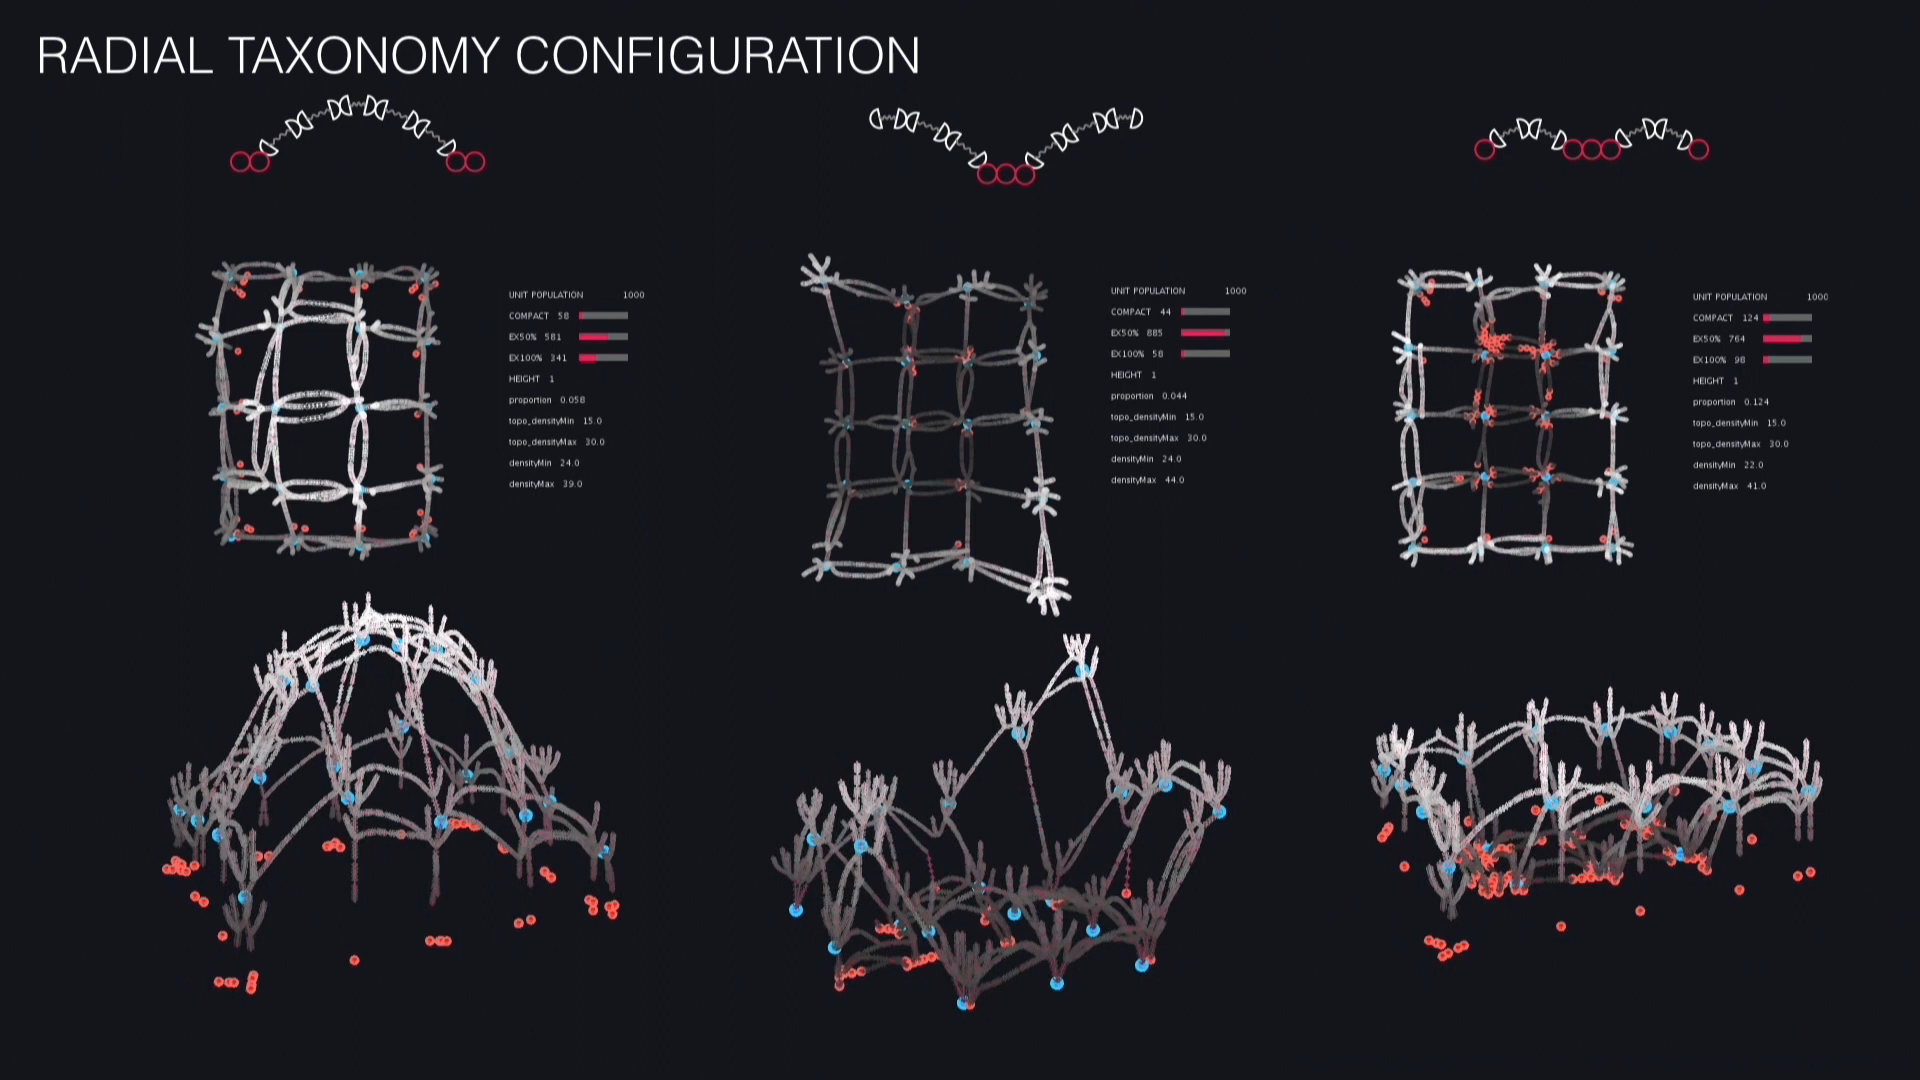 RADIAL TAXONOMY CONFIGURATION
UNIT POPULATION 1000
COMPACT 58
EX50% 581
EX100% 341
HEIGHT 1
proportion 0.058
topo_densityMin 15.0
topo_densityMax 30.0
densityMin 24.0
densityMax 39.0
UNIT POPULATION 1000
COMPACT 44
EX50% 885
EX100% 58
HEIGHT 1
proportion 0.044
topo_densityMin 15.0
topo_densityMax 30.0
densityMin 24.0
densityMax 44.0
UNIT POPULATION 1000
COMPACT 124
EX50% 764
EX100% 98
HEIGHT 1
proportion 0.124
topo_densityMin 15.0
topo_densityMax 30.0
densityMin 22.0
densityMax 41.0